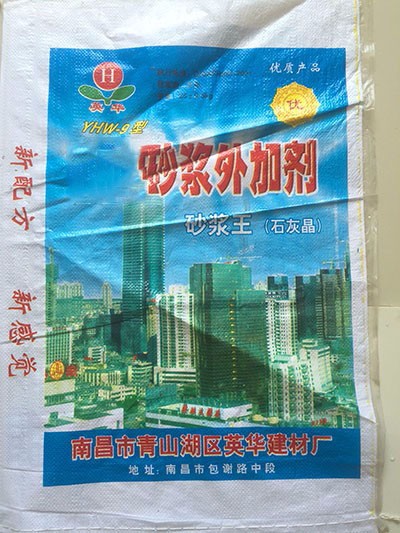 H
英华
优质产品
优
YHW-9型
砂浆外加剂
砂浆王（石灰晶）
新配方 新感觉
南昌市青山湖区英华建材厂
地址：南昌市包谢路中段